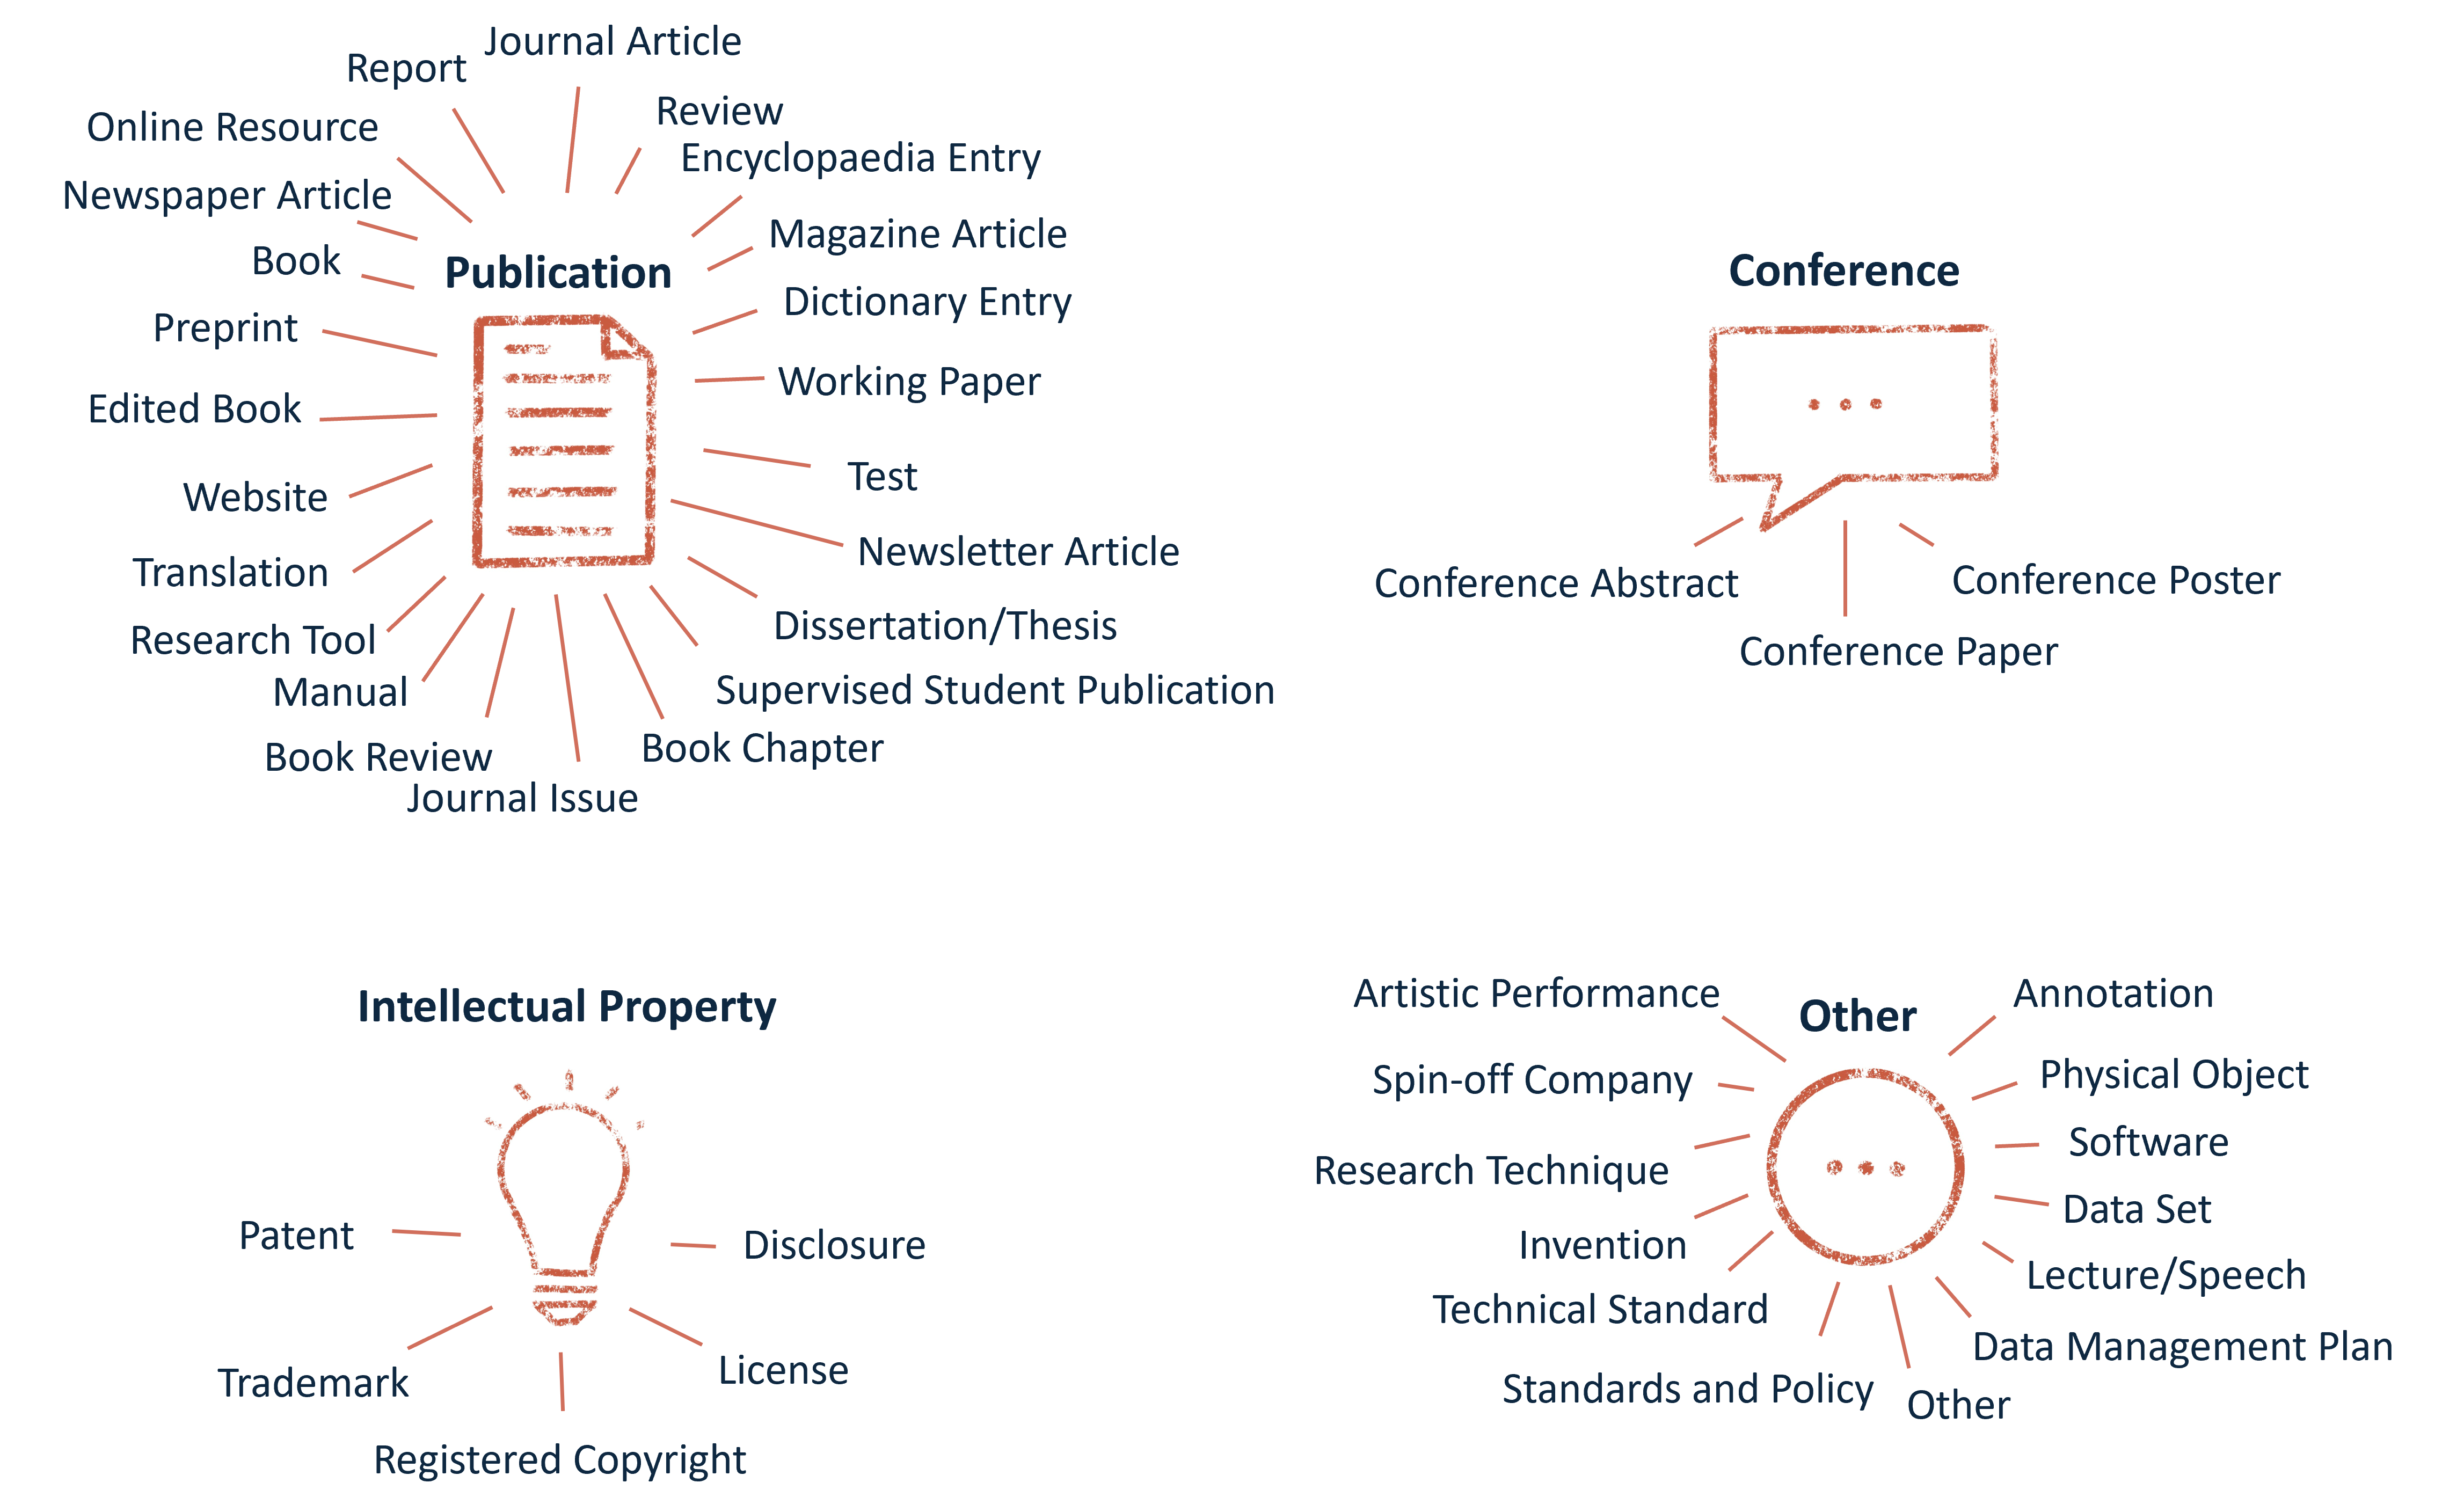 Journal Article
Report
Review
Online Resource
Encyclopaedia Entry
Newspaper Article
Magazine Article
Book
Publication
Dictionary Entry
Preprint
Working Paper
Edited Book
Test
Website
Newsletter Article
Translation
Dissertation/Thesis
Research Tool
Supervised Student Publication
Manual
Book Chapter
Book Review
Journal Issue
Conference
Conference Abstract
Conference Poster
Conference Paper
Intellectual Property
Patent
Disclosure
Trademark
License
Registered Copyright
Artistic Performance
Other
Annotation
Spin-off Company
Physical Object
Research Technique
Software
Invention
Data Set
Technical Standard
Lecture/Speech
Standards and Policy
Data Management Plan
Other